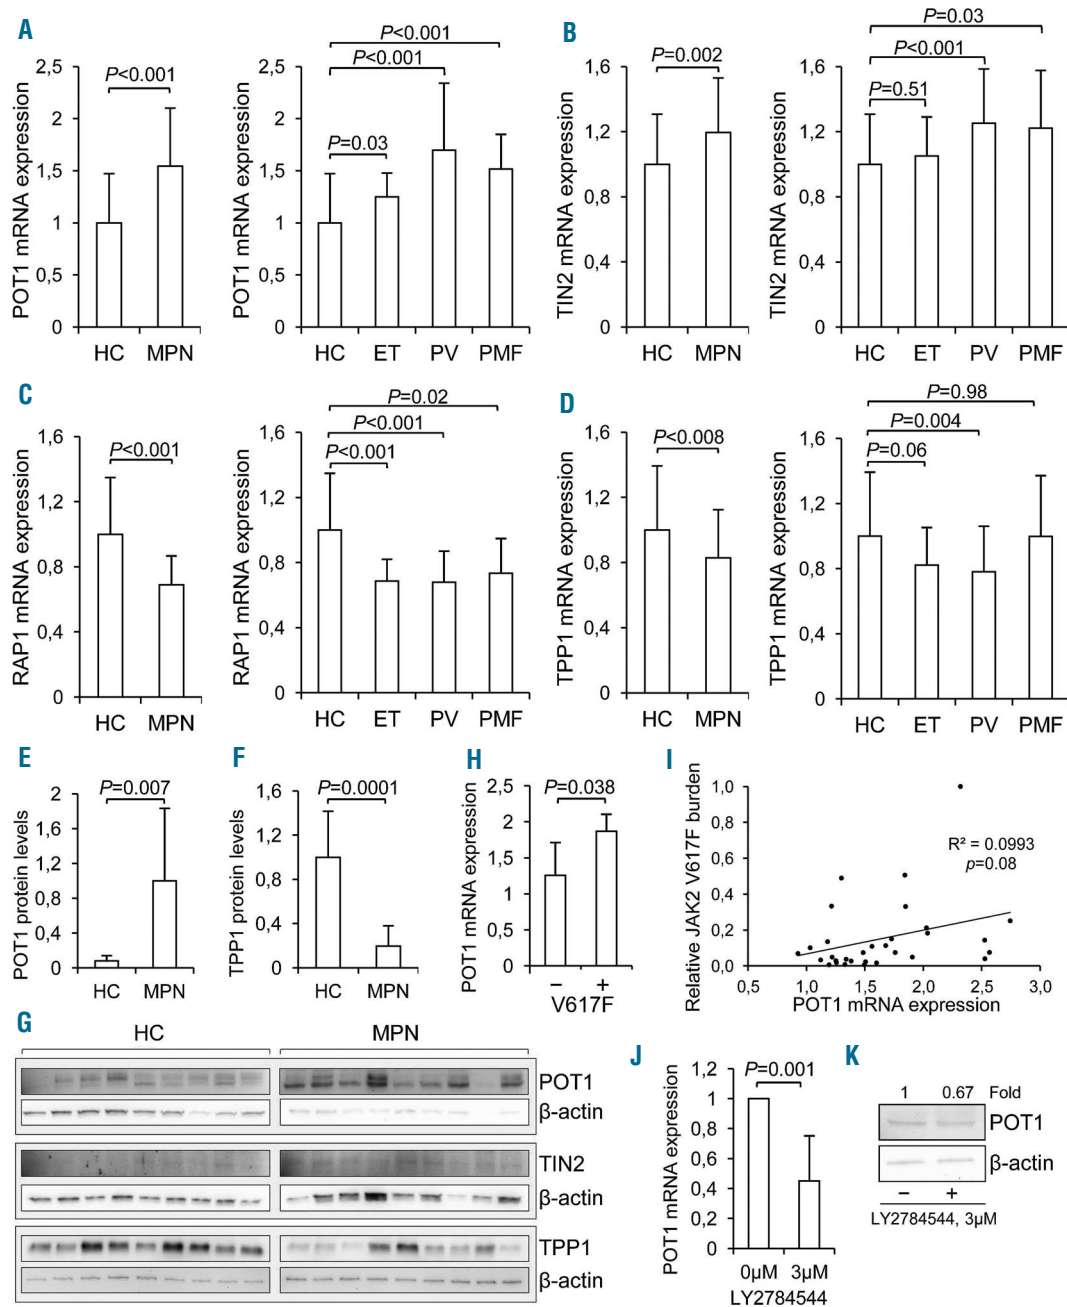 A
POT1 mRNA expression
2,5
2
1,5
1
0,5
0
P<0.001
HC MPN
POT1 mRNA expression
2,5
2
1,5
1
0,5
0
P<0.001
P<0.001
P=0.03
HC ET PV PMF
B
TIN2 mRNA expression
1,6
1,2
0,8
0,4
0
P=0.002
HC MPN
TIN2 mRNA expression
1,6
1,2
0,8
0,4
0
P=0.03
P<0.001
P=0.51
HC ET PV PMF
C
RAP1 mRNA expression
1,6
1,2
0,8
0,4
0
P<0.001
HC MPN
RAP1 mRNA expression
1,6
1,2
0,8
0,4
0
P=0.02
P<0.001
P<0.001
HC ET PV PMF
D
TPP1 mRNA expression
1,6
1,2
0,8
0,4
0
P<0.008
HC MPN
TPP1 mRNA expression
1,6
1,2
0,8
0,4
0
P=0.98
P=0.004
P=0.06
HC ET PV PMF
E
POT1 protein levels
2
1,6
1,2
0,8
0,4
0
P=0.007
HC MPN
F
TPP1 protein levels
1,6
1,2
0,8
0,4
0
P=0.0001
HC MPN
H
POT1 mRNA expression
2,5
2
1,5
1
0,5
0
P=0.038
− +
V617F
I
Relative JAK2 V617F burden
1,0
0,8
0,6
0,4
0,2
0,0
R² = 0.0993
p=0.08
0,5 1,0 1,5 2,0 2,5 3,0
POT1 mRNA expression
G
HC MPN
POT1
β-actin
TIN2
β-actin
TPP1
β-actin
J
POT1 mRNA expression
1,2
1
0,8
0,6
0,4
0,2
0
P=0.001
0µM 3µM
LY2784544
K
1 0.67 Fold
POT1
β-actin
− +
LY2784544, 3µM